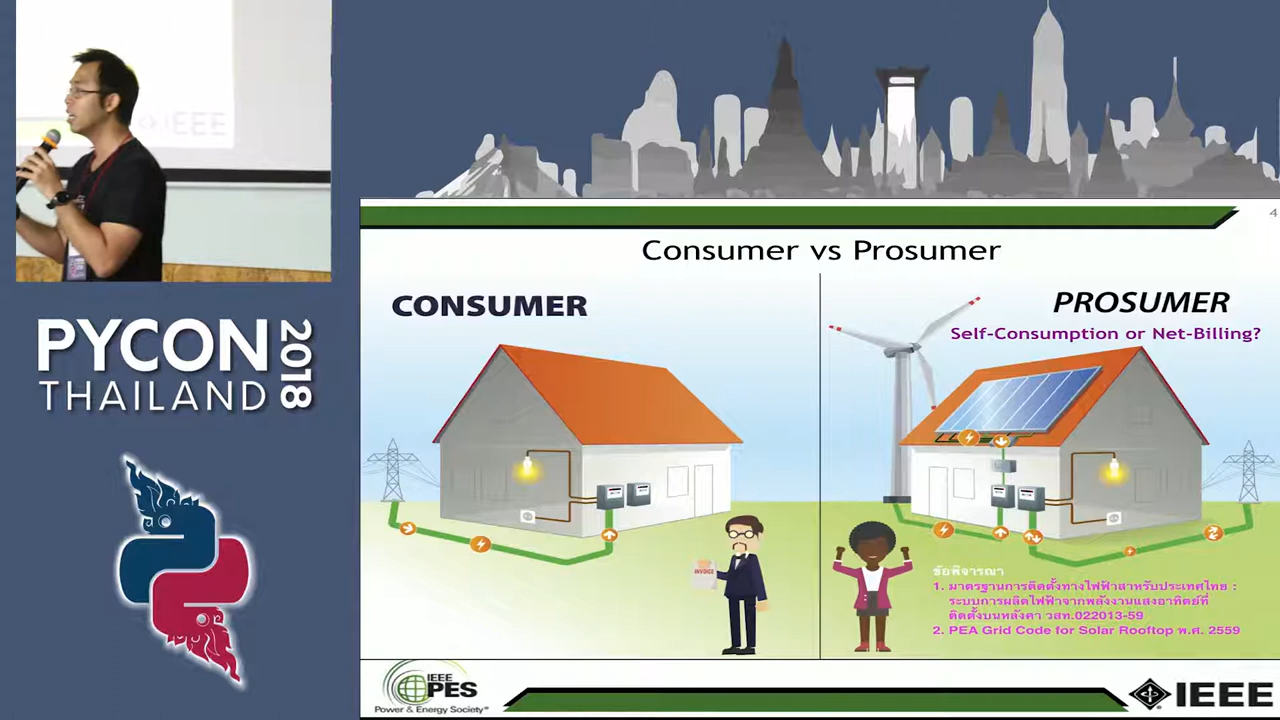 IEEE
PYCON
2018
THAILAND
4
Consumer vs Prosumer
CONSUMER
INVOICE
PROSUMER
Self-Consumption or Net-Billing?
ข้อพิจารณา
1. มาตรฐานการติดตั้งทางไฟฟ้าสำหรับประเทศไทย :
ระบบการผลิตไฟฟ้าจากพลังงานแสงอาทิตย์ที่
ติดตั้งบนหลังคา วสท.022013-59
2. PEA Grid Code for Solar Rooftop พ.ศ. 2559
IEEE
PES
Power & Energy Society®
IEEE